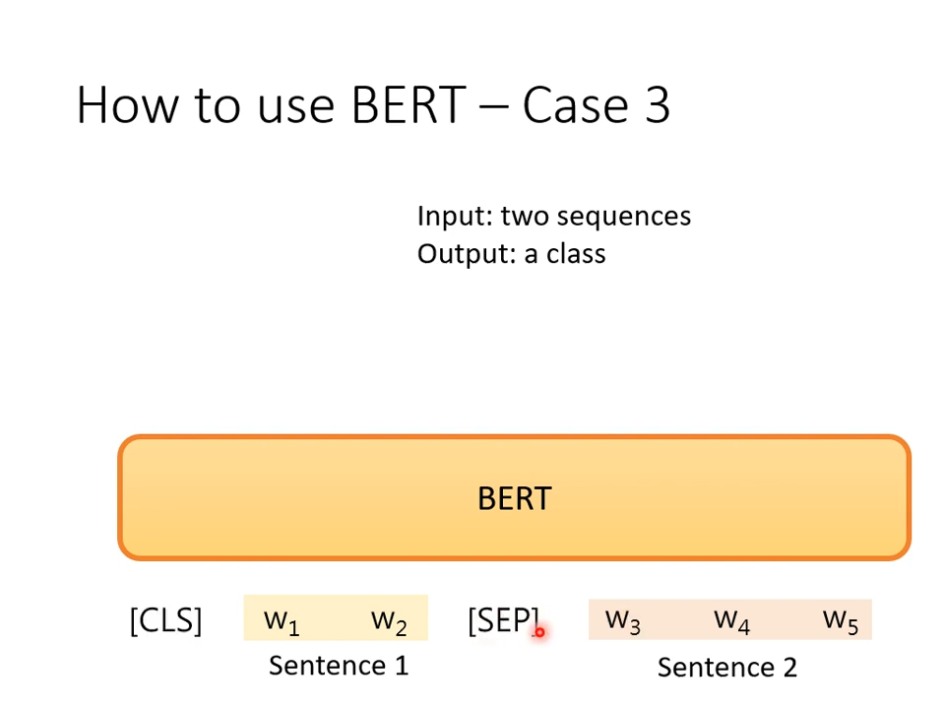 How to use BERT – Case 3
Input: two sequences
Output: a class
BERT
[CLS] w1 w2 [SEP] w3 w4 w5
Sentence 1 Sentence 2